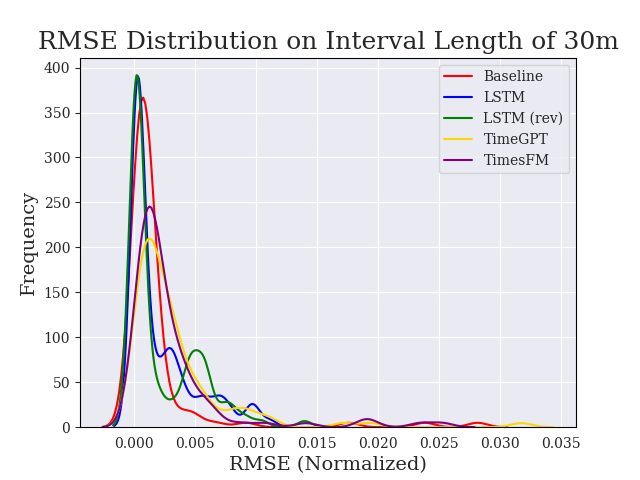 RMSE Distribution on Interval Length of 30m
400
350
300
250
200
150
100
50
0
Frequency
Baseline
LSTM
LSTM (rev)
TimeGPT
TimesFM
0.000 0.005 0.010 0.015 0.020 0.025 0.030 0.035
RMSE (Normalized)